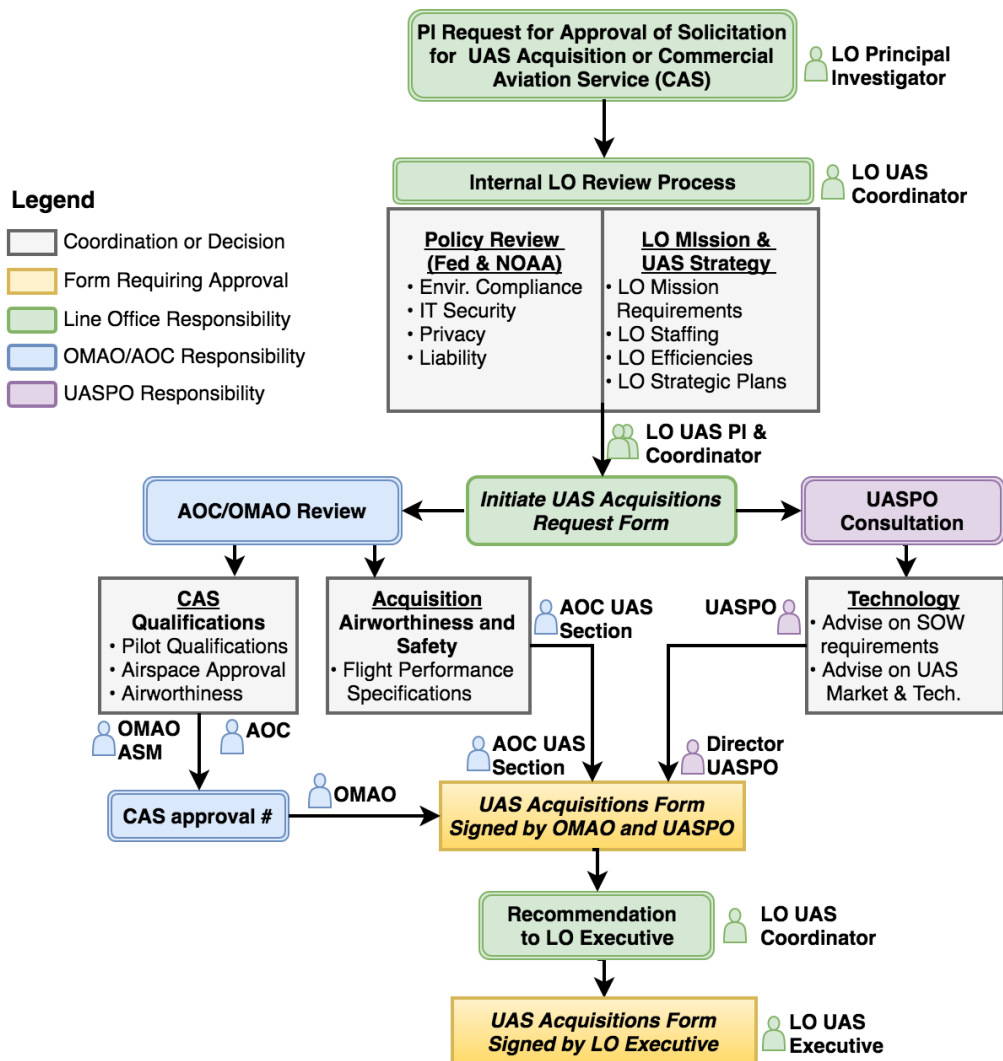 PI Request for Approval of Solicitation
for UAS Acquisition or Commercial
Aviation Service (CAS)
LO Principal
Investigator
Internal LO Review Process
LO UAS
Coordinator
Legend
Coordination or Decision
Form Requiring Approval
Line Office Responsibility
OMAO/AOC Responsibility
UASPO Responsibility
Policy Review
(Fed & NOAA)
• Envir. Compliance
• IT Security
• Privacy
• Liability
LO MIssion &
UAS Strategy
• LO Mission
Requirements
• LO Staffing
• LO Efficiencies
• LO Strategic Plans
LO UAS PI &
Coordinator
AOC/OMAO Review
Initiate UAS Acquisitions
Request Form
UASPO
Consultation
CAS
Qualifications
• Pilot Qualifications
• Airspace Approval
• Airworthiness
Acquisition
Airworthiness and
Safety
• Flight Performance
Specifications
AOC UAS
Section
UASPO
Technology
• Advise on SOW
requirements
• Advise on UAS
Market & Tech.
OMAO
ASM
AOC
AOC UAS
Section
Director
UASPO
CAS approval #
OMAO
UAS Acquisitions Form
Signed by OMAO and UASPO
Recommendation
to LO Executive
LO UAS
Coordinator
UAS Acquisitions Form
Signed by LO Executive
LO UAS
Executive